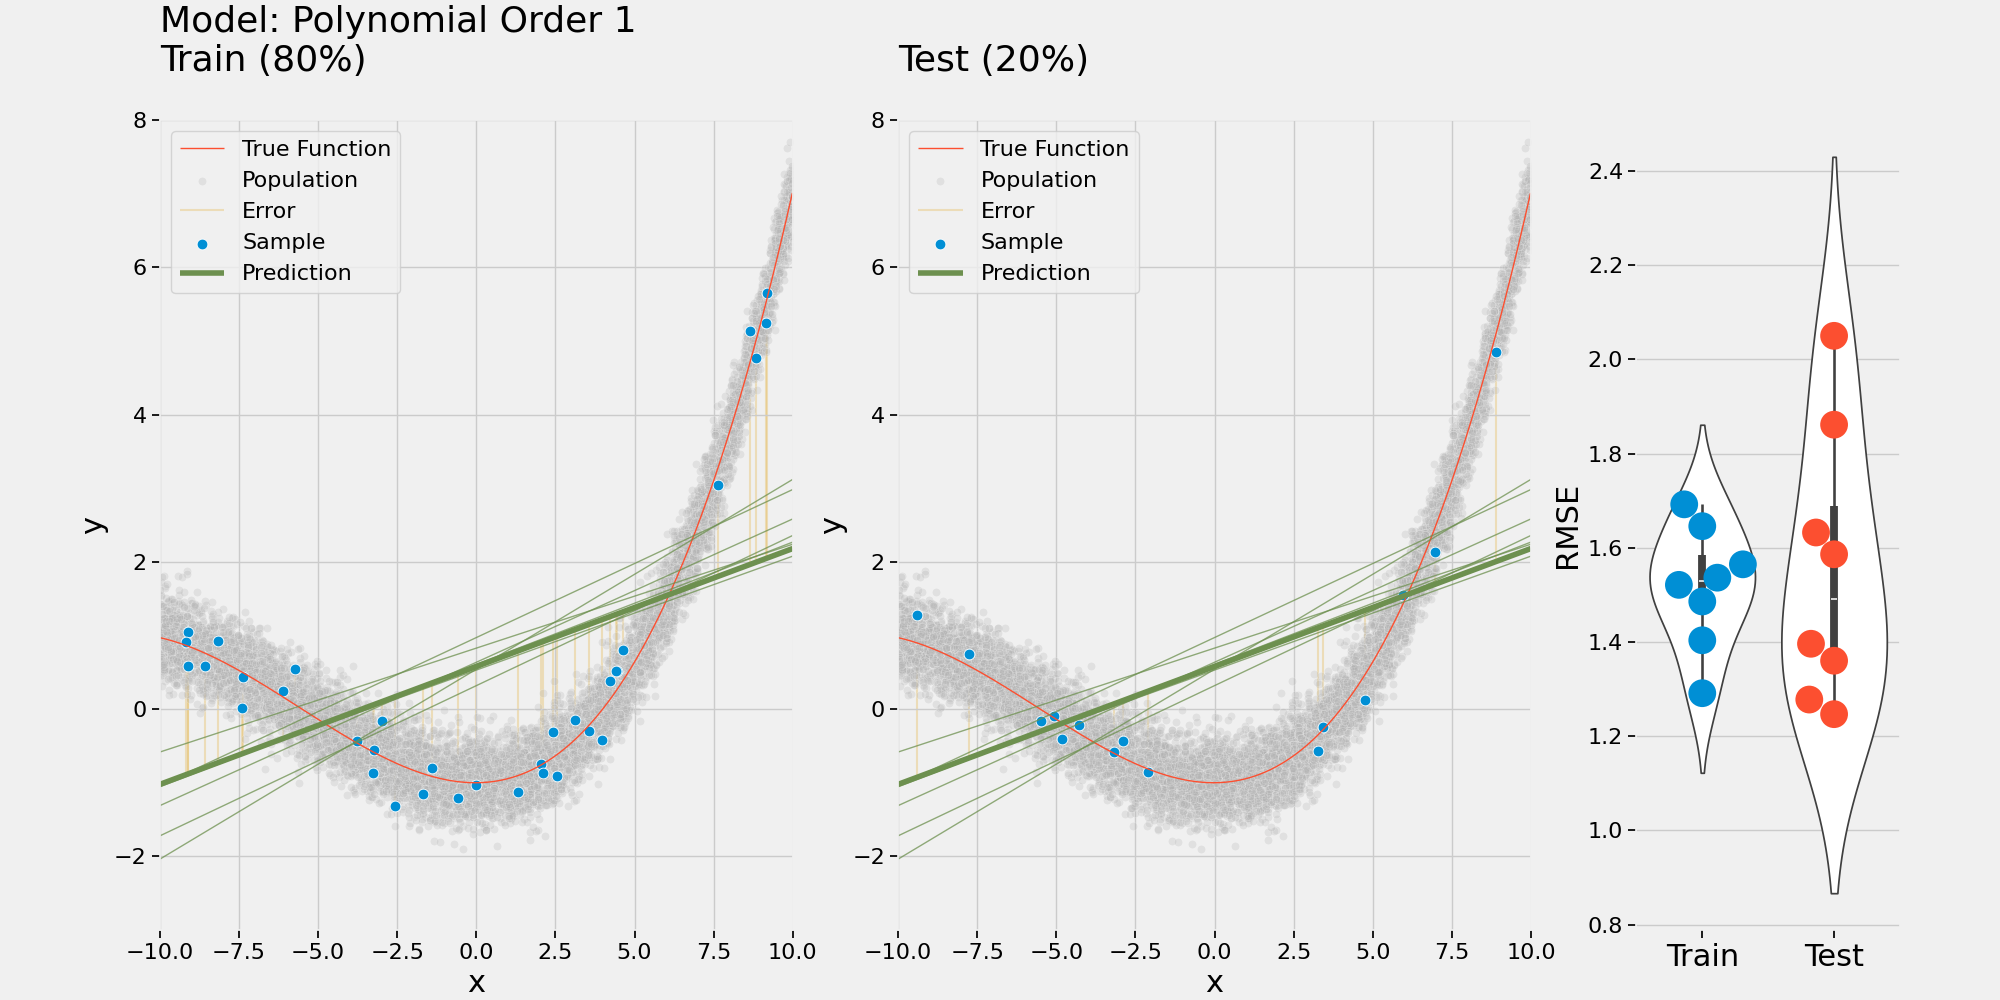 Model: Polynomial Order 1
Train (80%)
Test (20%)
8
6
4
2
0
−2
y
True Function
Population
Error
Sample
Prediction
−10.0 −7.5 −5.0 −2.5 0.0 2.5 5.0 7.5 10.0
x
8
6
4
2
0
−2
y
True Function
Population
Error
Sample
Prediction
−10.0 −7.5 −5.0 −2.5 0.0 2.5 5.0 7.5 10.0
x
2.4
2.2
2.0
1.8
1.6
1.4
1.2
1.0
0.8
RMSE
Train Test